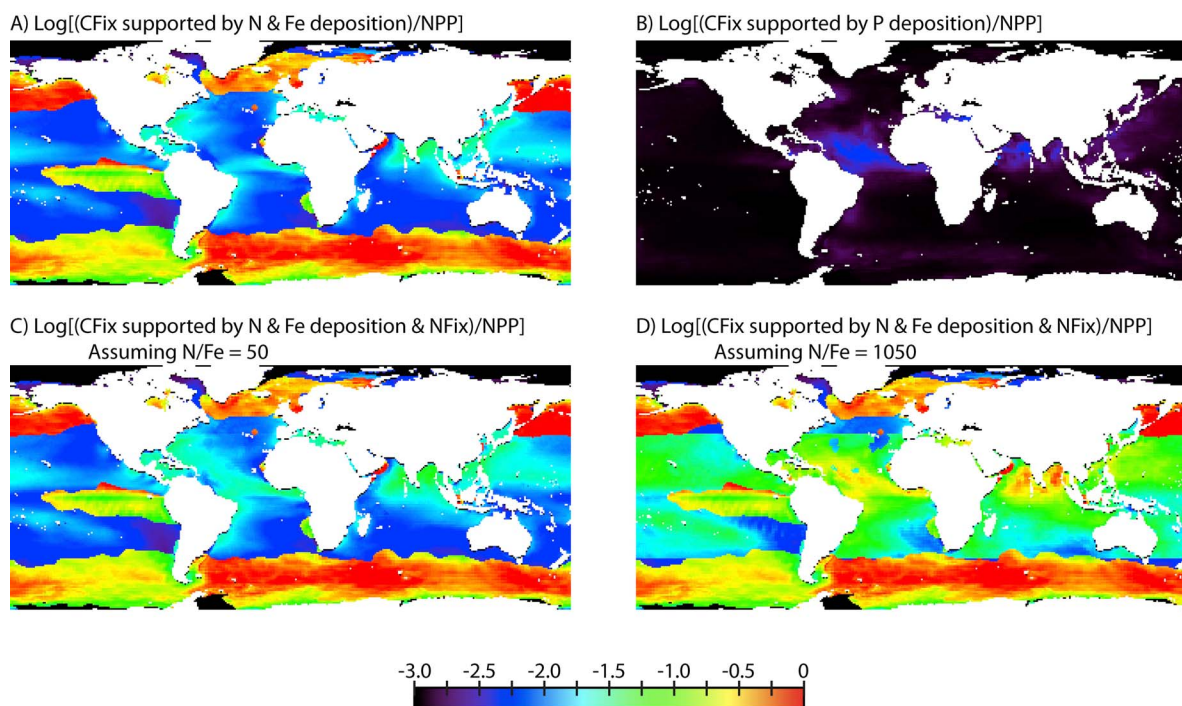 A) Log[(CFix supported by N & Fe deposition)/NPP]
B) Log[(CFix supported by P deposition)/NPP]
C) Log[(CFix supported by N & Fe deposition & NFix)/NPP]
Assuming N/Fe = 50
D) Log[(CFix supported by N & Fe deposition & NFix)/NPP]
Assuming N/Fe = 1050
-3.0 -2.5 -2.0 -1.5 -1.0 -0.5 0